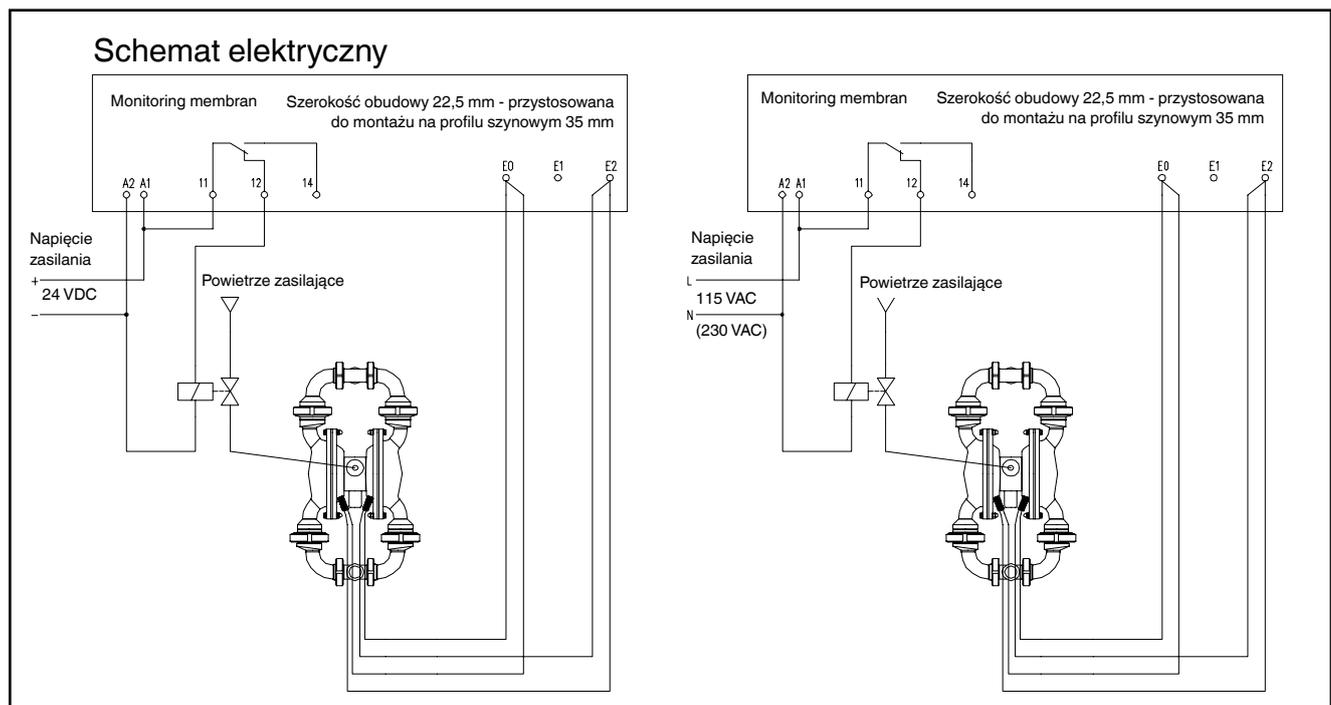 Schemat elektryczny
Monitoring membran
Szerokość obudowy 22,5 mm - przystosowana
do montażu na profilu szynowym 35 mm
E0
E1
E2
A2
A1
11
12
14
Napięcie
zasilania
+
24 VDC
–
Powietrze zasilające
Monitoring membran
Szerokość obudowy 22,5 mm - przystosowana
do montażu na profilu szynowym 35 mm
E0
E1
E2
A2
A1
11
12
14
Napięcie
zasilania
L
115 VAC
N
(230 VAC)
Powietrze zasilające